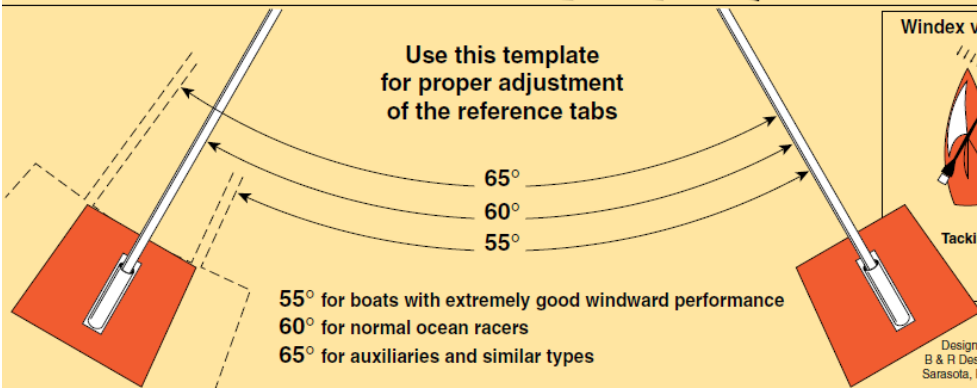 Use this template
for proper adjustment
of the reference tabs
65°
60°
55°
55° for boats with extremely good windward performance
60° for normal ocean racers
65° for auxiliaries and similar types
Windex
Tacki
Design
B & R Des
Sarasota,